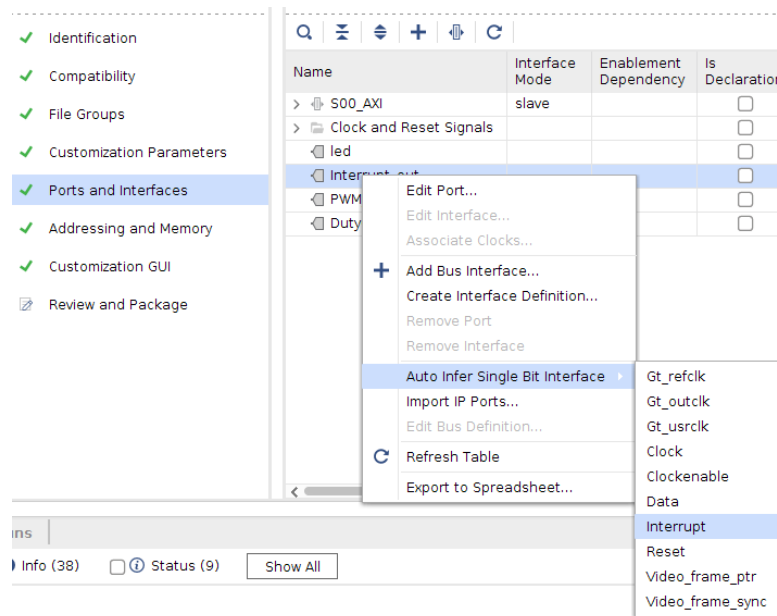 Identification
Compatibility
File Groups
Customization Parameters
Ports and Interfaces
Addressing and Memory
Customization GUI
Review and Package
Name
Interface Mode
Enablement Dependency
Is Declaration
S00_AXI
slave
Clock and Reset Signals
led
Interrupt_out
PWM
Duty
Edit Port...
Edit Interface...
Associate Clocks...
Add Bus Interface...
Create Interface Definition...
Remove Port
Remove Interface
Auto Infer Single Bit Interface
Import IP Ports...
Edit Bus Definition...
Refresh Table
Export to Spreadsheet...
Gt_refclk
Gt_outclk
Gt_usrclk
Clock
Clockenable
Data
Interrupt
Reset
Video_frame_ptr
Video_frame_sync
ns
Info (38)
Status (9)
Show All